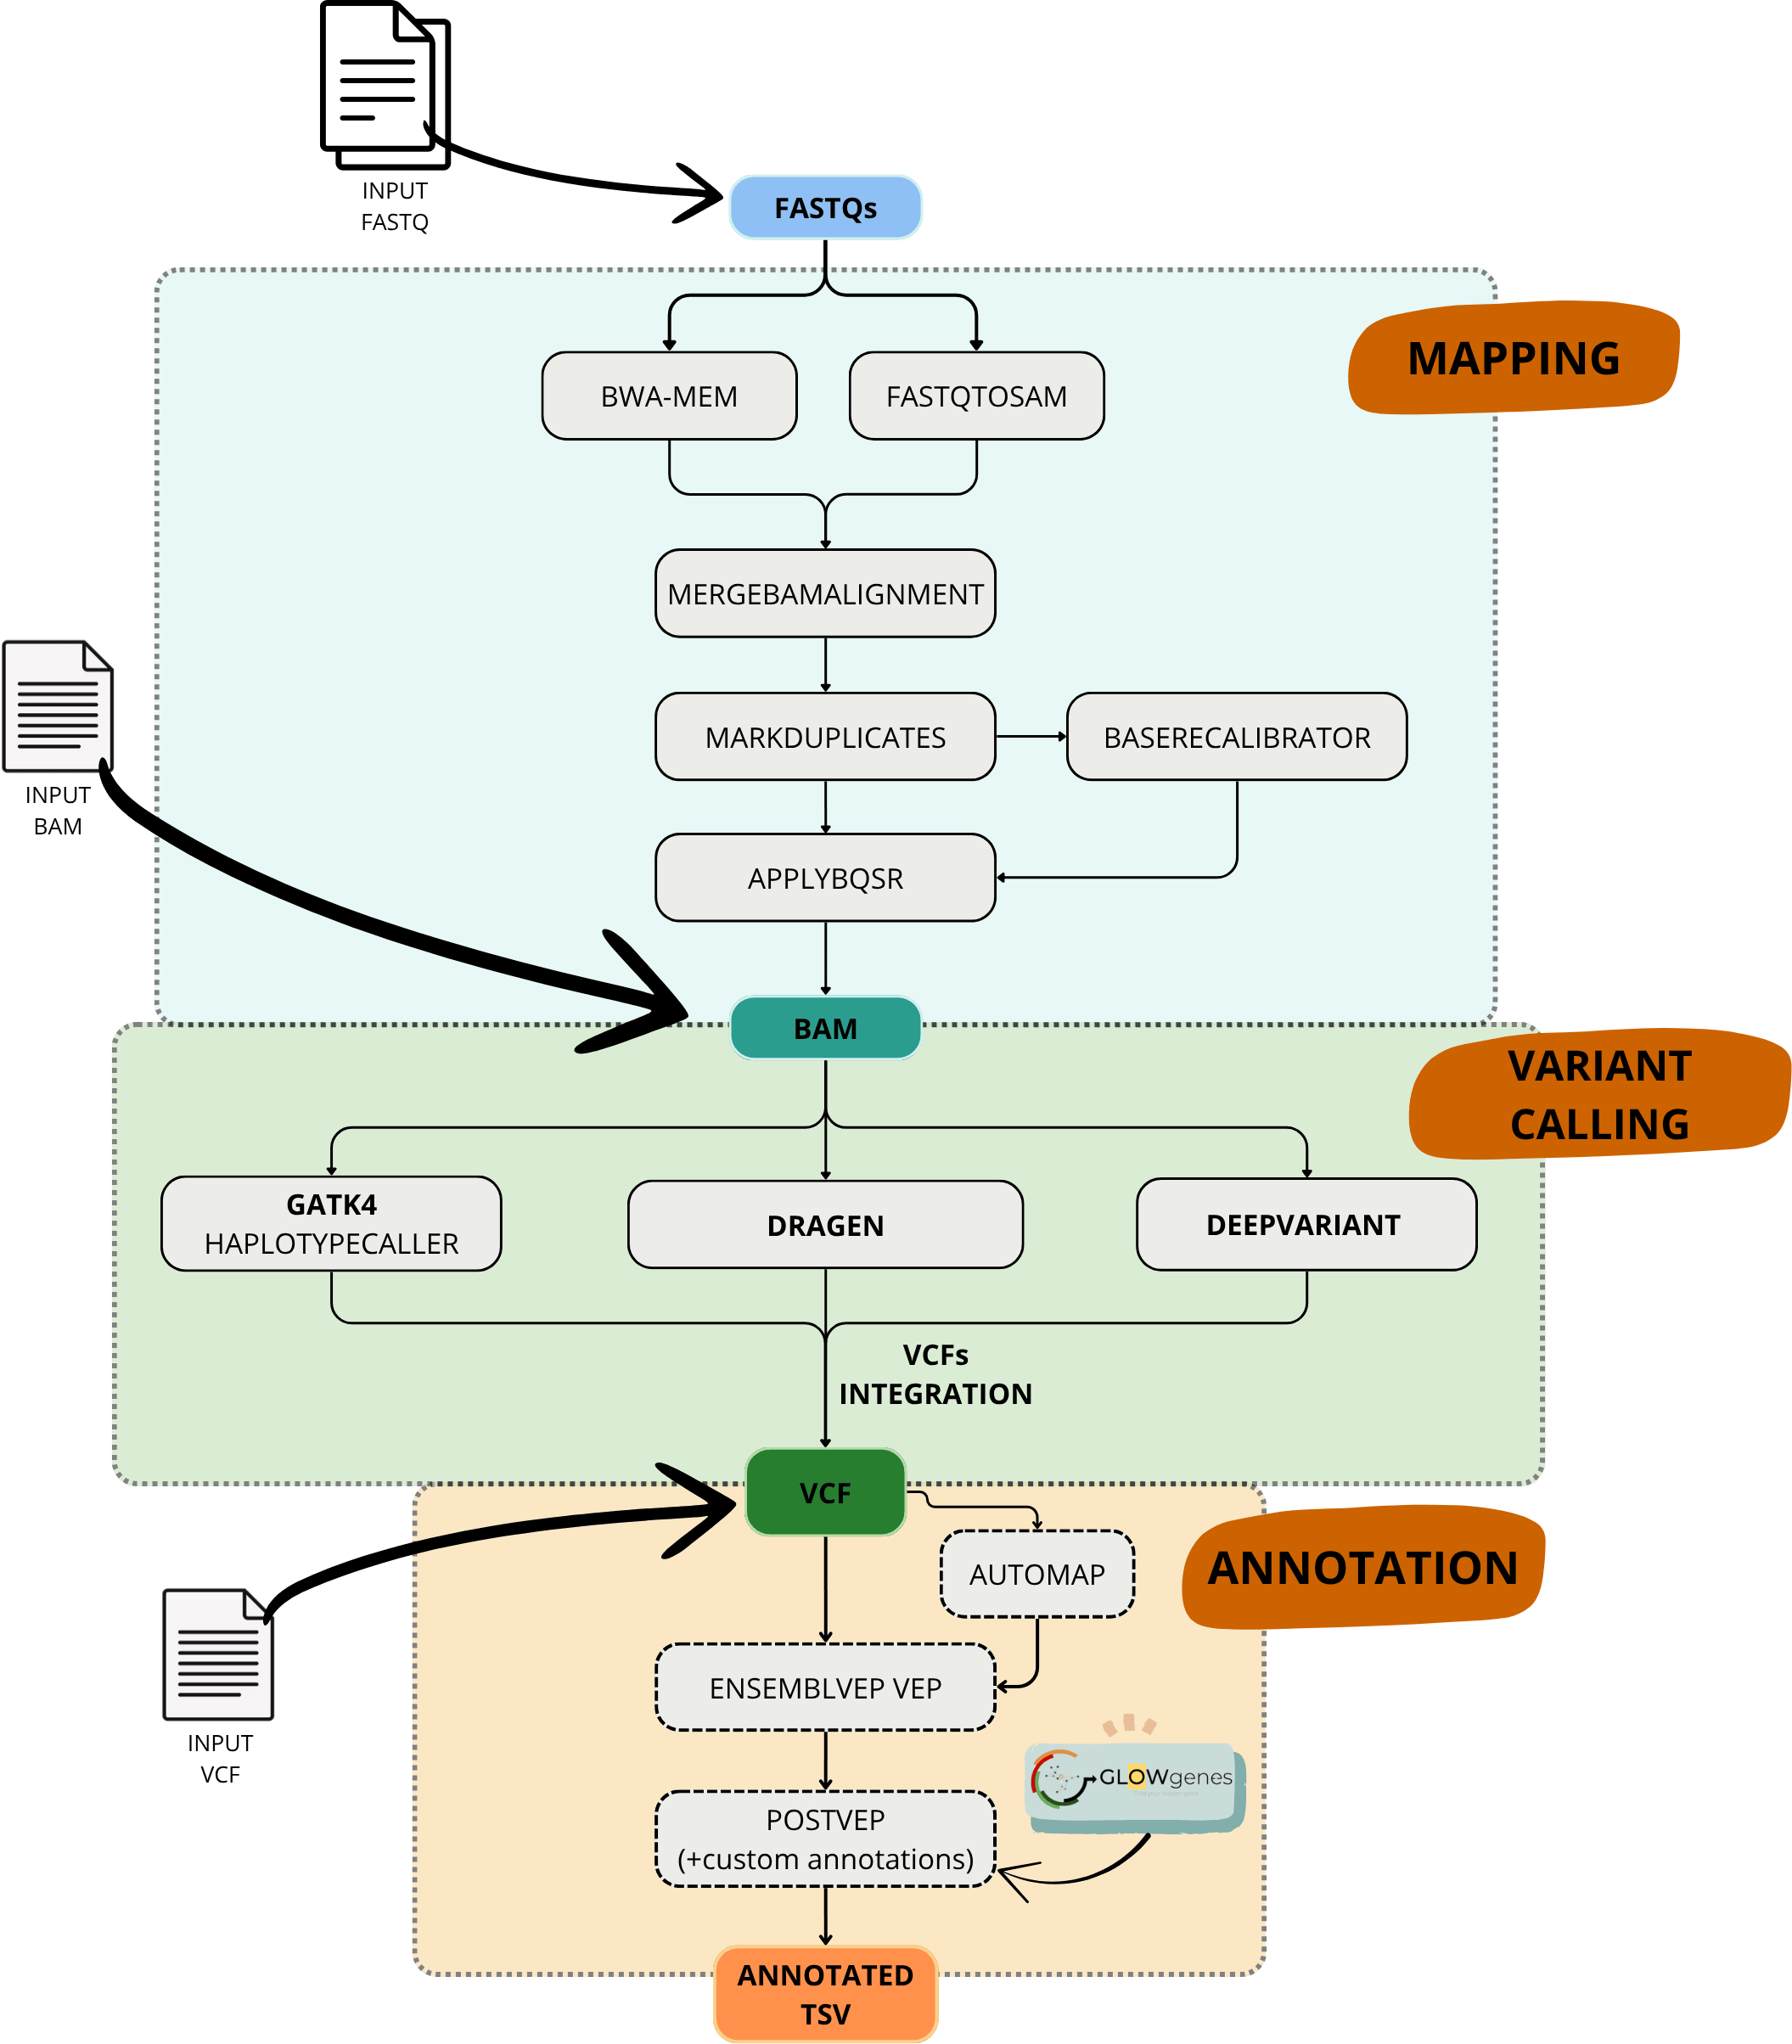 INPUT
FASTQ
FASTQs
MAPPING
BWA-MEM
FASTQTOSAM
MERGEBAMALIGNMENT
MARKDUPLICATES
BASERECALIBRATOR
INPUT
BAM
APPLYBQSR
BAM
VARIANT
CALLING
GATK4
HAPLOTYPECALLER
DRAGEN
DEEPVARIANT
VCFs
INTEGRATION
VCF
ANNOTATION
AUTOMAP
ENSEMBLVEP VEP
INPUT
VCF
GLOWgenes
POSTVEP
(+custom annotations)
ANNOTATED
TSV